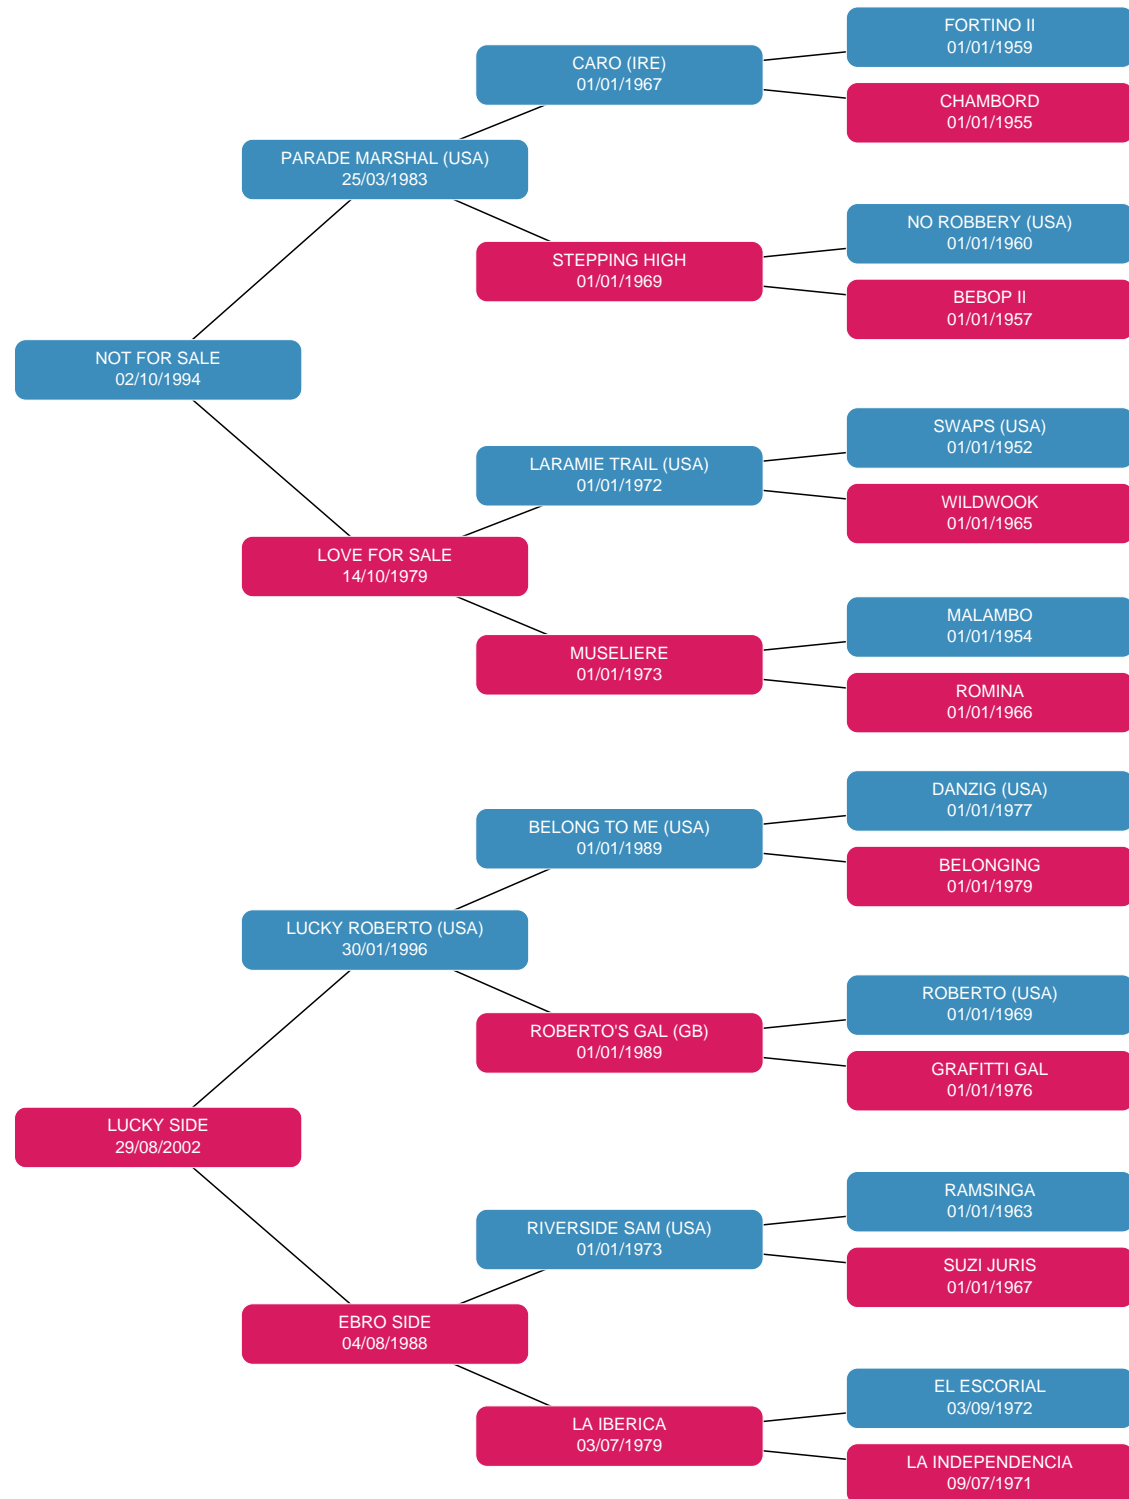 FORTINO II
01/01/1959
CARO (IRE)
01/01/1967
CHAMBORD
01/01/1955
PARADE MARSHAL (USA)
25/03/1983
NO ROBBERY (USA)
01/01/1960
STEPPING HIGH
01/01/1969
BEBOP II
01/01/1957
NOT FOR SALE
02/10/1994
SWAPS (USA)
01/01/1952
LARAMIE TRAIL (USA)
01/01/1972
WILDWOOK
01/01/1965
LOVE FOR SALE
14/10/1979
MALAMBO
01/01/1954
MUSELIERE
01/01/1973
ROMINA
01/01/1966
DANZIG (USA)
01/01/1977
BELONG TO ME (USA)
01/01/1989
BELONGING
01/01/1979
LUCKY ROBERTO (USA)
30/01/1996
ROBERTO (USA)
01/01/1969
ROBERTO'S GAL (GB)
01/01/1989
GRAFITTI GAL
01/01/1976
LUCKY SIDE
29/08/2002
RAMSINGA
01/01/1963
RIVERSIDE SAM (USA)
01/01/1973
SUZI JURIS
01/01/1967
EBRO SIDE
04/08/1988
EL ESCORIAL
03/09/1972
LA IBERICA
03/07/1979
LA INDEPENDENCIA
09/07/1971